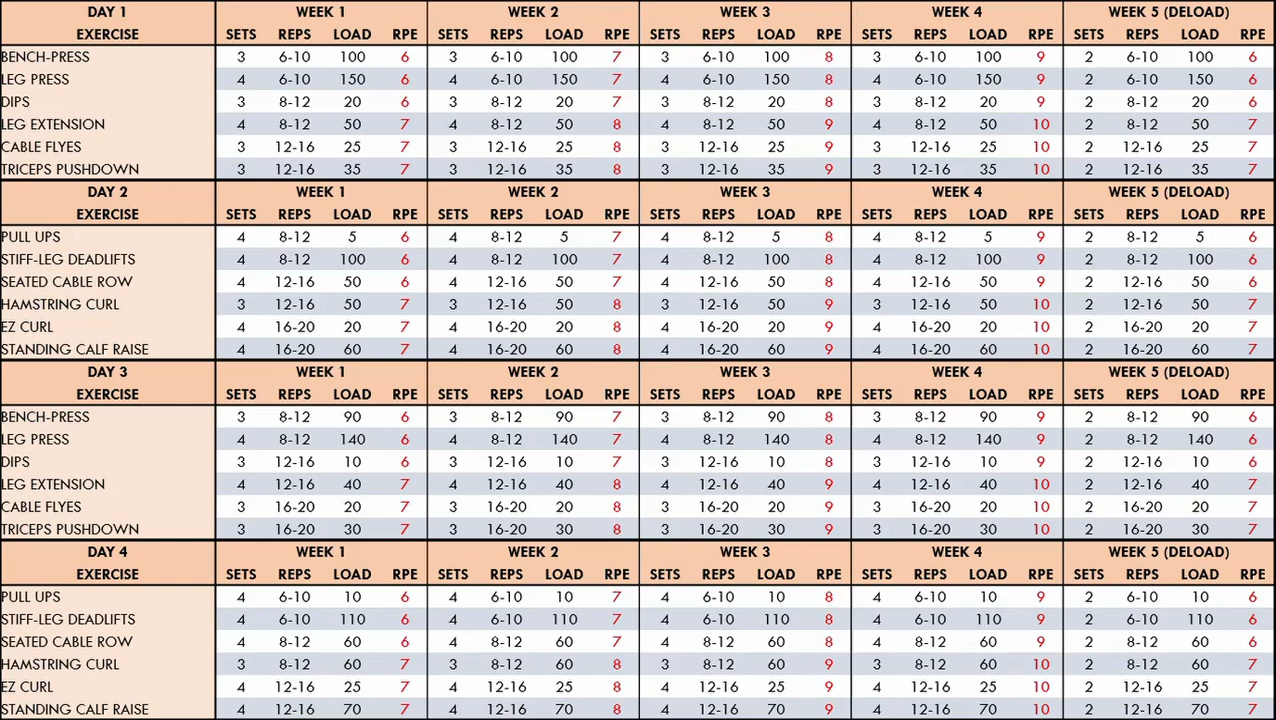 DAY 1 WEEK 1 WEEK 2 WEEK 3 WEEK 4 WEEK 5 (DELOAD)
EXERCISE SETS REPS LOAD RPE SETS REPS LOAD RPE SETS REPS LOAD RPE SETS REPS LOAD RPE SETS REPS LOAD RPE
BENCH-PRESS 3 6-10 100 6 3 6-10 100 7 3 6-10 100 8 3 6-10 100 9 2 6-10 100 6
LEG PRESS 4 6-10 150 6 4 6-10 150 7 4 6-10 150 8 4 6-10 150 9 2 6-10 150 6
DIPS 3 8-12 20 6 3 8-12 20 7 3 8-12 20 8 3 8-12 20 9 2 8-12 20 6
LEG EXTENSION 4 8-12 50 7 4 8-12 50 8 4 8-12 50 9 4 8-12 50 10 2 8-12 50 7
CABLE FLYES 3 12-16 25 7 3 12-16 25 8 3 12-16 25 9 3 12-16 25 10 2 12-16 25 7
TRICEPS PUSHDOWN 3 12-16 35 7 3 12-16 35 8 3 12-16 35 9 3 12-16 35 10 2 12-16 35 7
DAY 2 WEEK 1 WEEK 2 WEEK 3 WEEK 4 WEEK 5 (DELOAD)
EXERCISE SETS REPS LOAD RPE SETS REPS LOAD RPE SETS REPS LOAD RPE SETS REPS LOAD RPE SETS REPS LOAD RPE
PULL UPS 4 8-12 5 6 4 8-12 5 7 4 8-12 5 8 4 8-12 5 9 2 8-12 5 6
STIFF-LEG DEADLIFTS 4 8-12 100 6 4 8-12 100 7 4 8-12 100 8 4 8-12 100 9 2 8-12 100 6
SEATED CABLE ROW 4 12-16 50 6 4 12-16 50 7 4 12-16 50 8 4 12-16 50 9 2 12-16 50 6
HAMSTRING CURL 3 12-16 50 7 3 12-16 50 8 3 12-16 50 9 3 12-16 50 10 2 12-16 50 7
EZ CURL 4 16-20 20 7 4 16-20 20 8 4 16-20 20 9 4 16-20 20 10 2 16-20 20 7
STANDING CALF RAISE 4 16-20 60 7 4 16-20 60 8 4 16-20 60 9 4 16-20 60 10 2 16-20 60 7
DAY 3 WEEK 1 WEEK 2 WEEK 3 WEEK 4 WEEK 5 (DELOAD)
EXERCISE SETS REPS LOAD RPE SETS REPS LOAD RPE SETS REPS LOAD RPE SETS REPS LOAD RPE SETS REPS LOAD RPE
BENCH-PRESS 3 8-12 90 6 3 8-12 90 7 3 8-12 90 8 3 8-12 90 9 2 8-12 90 6
LEG PRESS 4 8-12 140 6 4 8-12 140 7 4 8-12 140 8 4 8-12 140 9 2 8-12 140 6
DIPS 3 12-16 10 6 3 12-16 10 7 3 12-16 10 8 3 12-16 10 9 2 12-16 10 6
LEG EXTENSION 4 12-16 40 7 4 12-16 40 8 4 12-16 40 9 4 12-16 40 10 2 12-16 40 7
CABLE FLYES 3 16-20 20 7 3 16-20 20 8 3 16-20 20 9 3 16-20 20 10 2 16-20 20 7
TRICEPS PUSHDOWN 3 16-20 30 7 3 16-20 30 8 3 16-20 30 9 3 16-20 30 10 2 16-20 30 7
DAY 4 WEEK 1 WEEK 2 WEEK 3 WEEK 4 WEEK 5 (DELOAD)
EXERCISE SETS REPS LOAD RPE SETS REPS LOAD RPE SETS REPS LOAD RPE SETS REPS LOAD RPE SETS REPS LOAD RPE
PULL UPS 4 6-10 10 6 4 6-10 10 7 4 6-10 10 8 4 6-10 10 9 2 6-10 10 6
STIFF-LEG DEADLIFTS 4 6-10 110 6 4 6-10 110 7 4 6-10 110 8 4 6-10 110 9 2 6-10 110 6
SEATED CABLE ROW 4 8-12 60 6 4 8-12 60 7 4 8-12 60 8 4 8-12 60 9 2 8-12 60 6
HAMSTRING CURL 3 8-12 60 7 3 8-12 60 8 3 8-12 60 9 3 8-12 60 10 2 8-12 60 7
EZ CURL 4 12-16 25 7 4 12-16 25 8 4 12-16 25 9 4 12-16 25 10 2 12-16 25 7
STANDING CALF RAISE 4 12-16 70 7 4 12-16 70 8 4 12-16 70 9 4 12-16 70 10 2 12-16 70 7